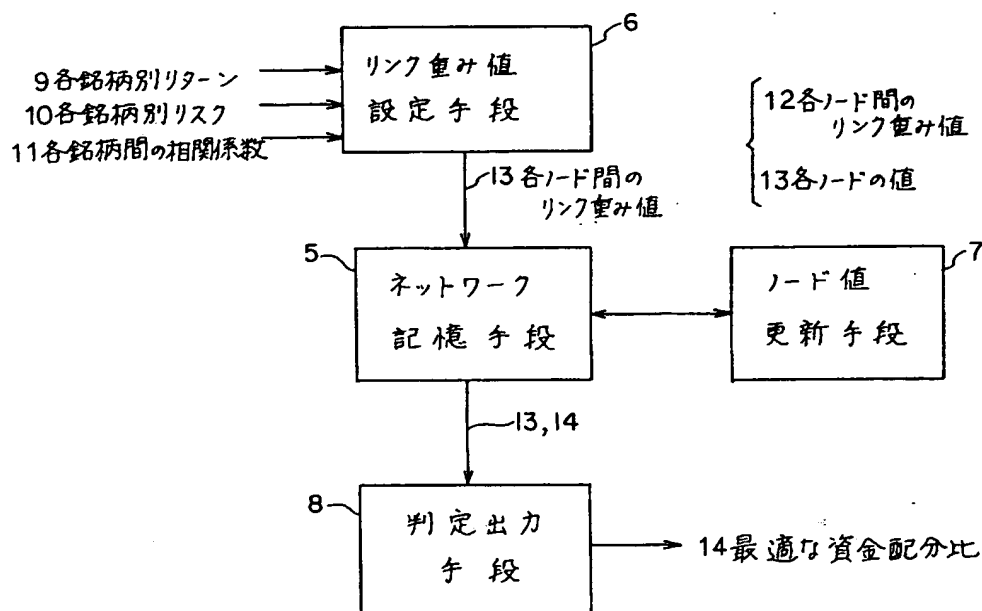 6
リンク重み値
設定手段
9各銘柄別リターン
10各銘柄別リスク
11各銘柄間の相関係数
12各ノード間の
リンク重み値
13各ノードの値
13各ノード間の
リンク重み値
5
ネットワーク
記憶手段
7
ノード値
更新手段
13,14
8
判定出力
手段
14最適な資金配分比